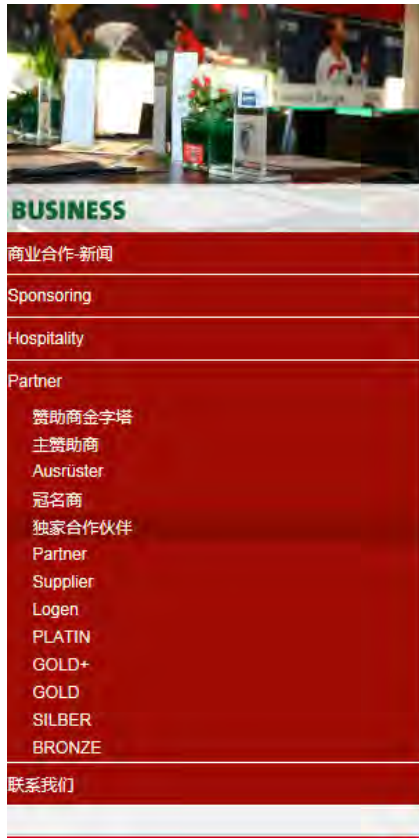 BUSINESS
商业合作-新闻
Sponsoring
Hospitality
Partner
赞助商金字塔
主赞助商
Ausrüster
冠名商
独家合作伙伴
Partner
Supplier
Logen
PLATIN
GOLD+
GOLD
SILBER
BRONZE
联系我们